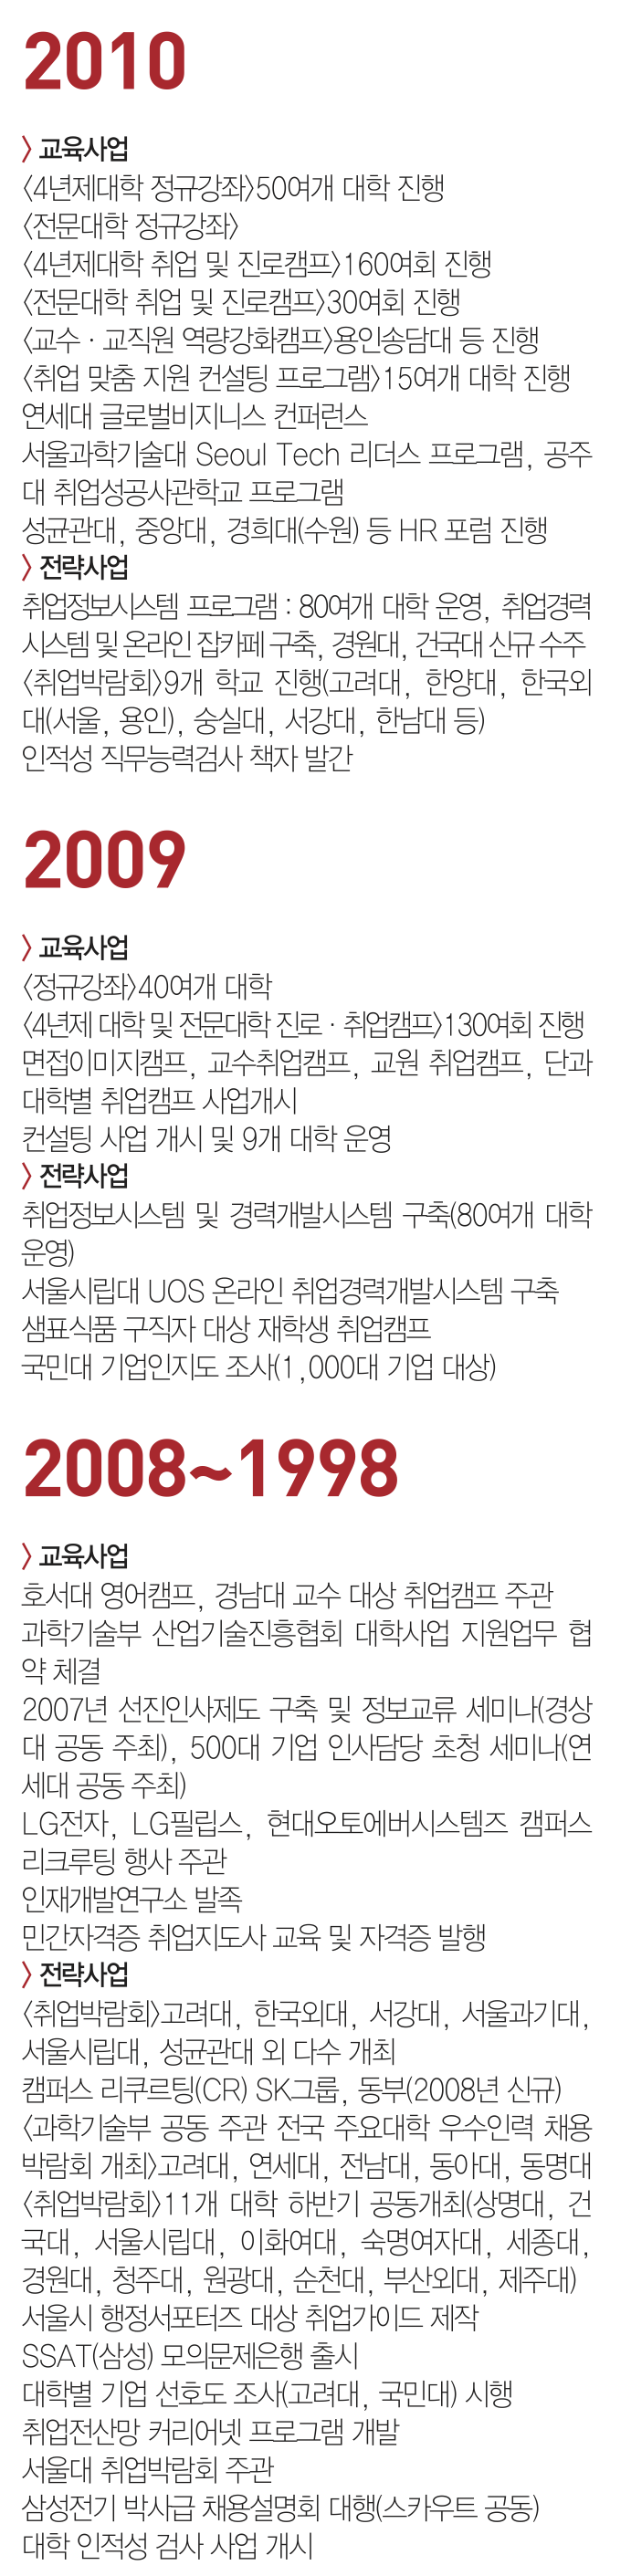 2010
〉교육사업
〈4년제대학 정규강좌〉50여개 대학 진행
〈전문대학 정규강좌〉
〈4년제대학 취업 및 진로캠프〉160여회 진행
〈전문대학 취업 및 진로캠프〉30여회 진행
〈교수 · 교직원 역량강화캠프〉용인송담대 등 진행
〈취업 맞춤 지원 컨설팅 프로그램〉15여개 대학 진행
연세대 글로벌비지니스 컨퍼런스
서울과학기술대 Seoul Tech 리더스 프로그램, 공주
대 취업성공사관학교 프로그램
성균관대, 중앙대, 경희대(수원) 등 HR 포럼 진행
〉전략사업
취업정보시스템 프로그램 : 80여개 대학 운영, 취업경력
시스템 및 온라인 잡카페 구축, 경원대, 건국대 신규 수주
〈취업박람회〉9개 학교 진행(고려대, 한양대, 한국외
대(서울, 용인), 숭실대, 서강대, 한남대 등)
인적성 직무능력검사 책자 발간
2009
〉교육사업
〈정규강좌〉40여개 대학
〈4년제 대학 및 전문대학 진로 · 취업캠프〉130여회 진행
면접이미지캠프, 교수취업캠프, 교원 취업캠프, 단과
대학별 취업캠프 사업개시
컨설팅 사업 개시 및 9개 대학 운영
〉전략사업
취업정보시스템 및 경력개발시스템 구축(80여개 대학
운영)
서울시립대 UOS 온라인 취업경력개발시스템 구축
샘표식품 구직자 대상 재학생 취업캠프
국민대 기업인지도 조사(1,000대 기업 대상)
2008~1998
〉교육사업
호서대 영어캠프, 경남대 교수 대상 취업캠프 주관
과학기술부 산업기술진흥협회 대학사업 지원업무 협
약 체결
2007년 선진인사제도 구축 및 정보교류 세미나(경상
대 공동 주최), 500대 기업 인사담당 초청 세미나(연
세대 공동 주최)
LG전자, LG필립스, 현대오토에버시스템즈 캠퍼스
리크루팅 행사 주관
인재개발연구소 발족
민간자격증 취업지도사 교육 및 자격증 발행
〉전략사업
〈취업박람회〉고려대, 한국외대, 서강대, 서울과기대,
서울시립대, 성균관대 외 다수 개최
캠퍼스 리쿠르팅(CR) SK그룹, 동부(2008년 신규)
〈과학기술부 공동 주관 전국 주요대학 우수인력 채용
박람회 개최〉고려대, 연세대, 전남대, 동아대, 동명대
〈취업박람회〉11개 대학 하반기 공동개최(상명대, 건
국대, 서울시립대, 이화여대, 숙명여자대, 세종대,
경원대, 청주대, 원광대, 순천대, 부산외대, 제주대)
서울시 행정서포터즈 대상 취업가이드 제작
SSAT(삼성) 모의문제은행 출시
대학별 기업 선호도 조사(고려대, 국민대) 시행
취업전산망 커리어넷 프로그램 개발
서울대 취업박람회 주관
삼성전기 박사급 채용설명회 대행(스카우트 공동)
대학 인적성 검사 사업 개시